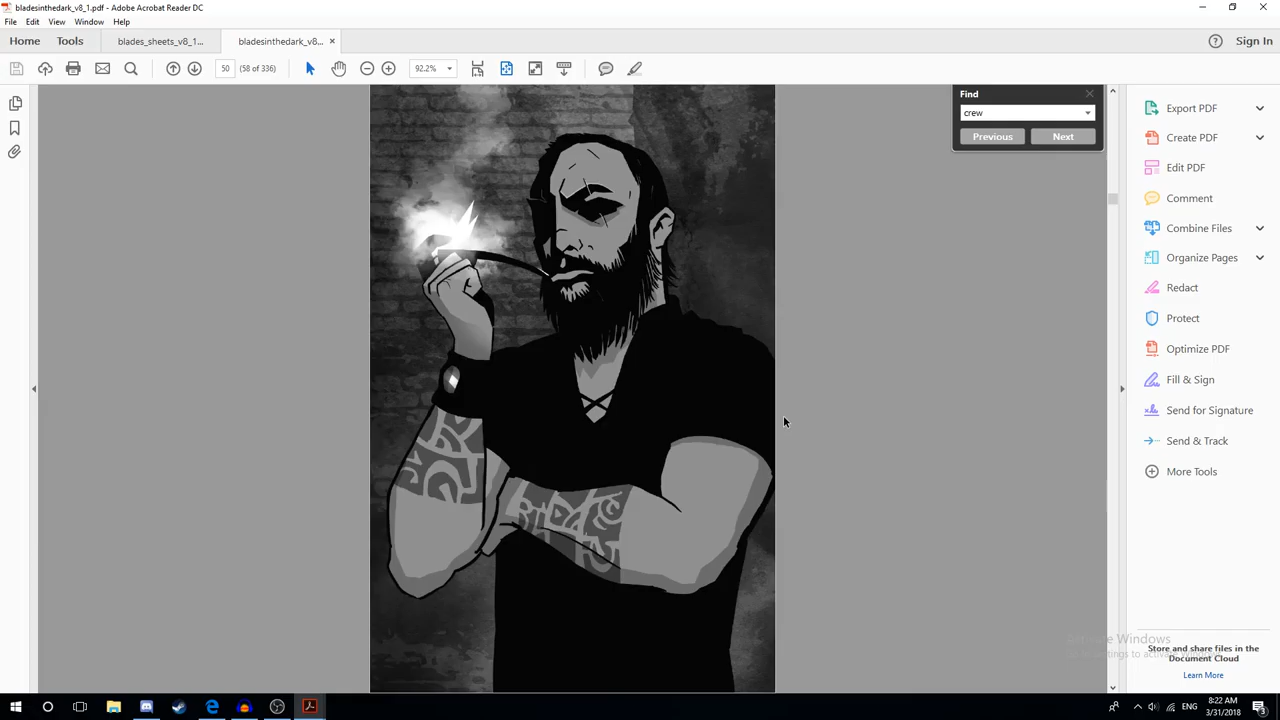 bladesinthedark_v8_1.pdf - Adobe Acrobat Reader DC
File Edit View Window Help
Home Tools blades_sheets_v8_1... bladesinthedark_v8... × Sign In
50 (58 of 336) 92.2%
Find
crew
Previous Next
Export PDF
Create PDF
Edit PDF
Comment
Combine Files
Organize Pages
Redact
Protect
Optimize PDF
Fill & Sign
Send for Signature
Send & Track
More Tools
Windows
settings to
Store and share files in the
Document Cloud
Learn More
ENG
8:22 AM
3/31/2018
3